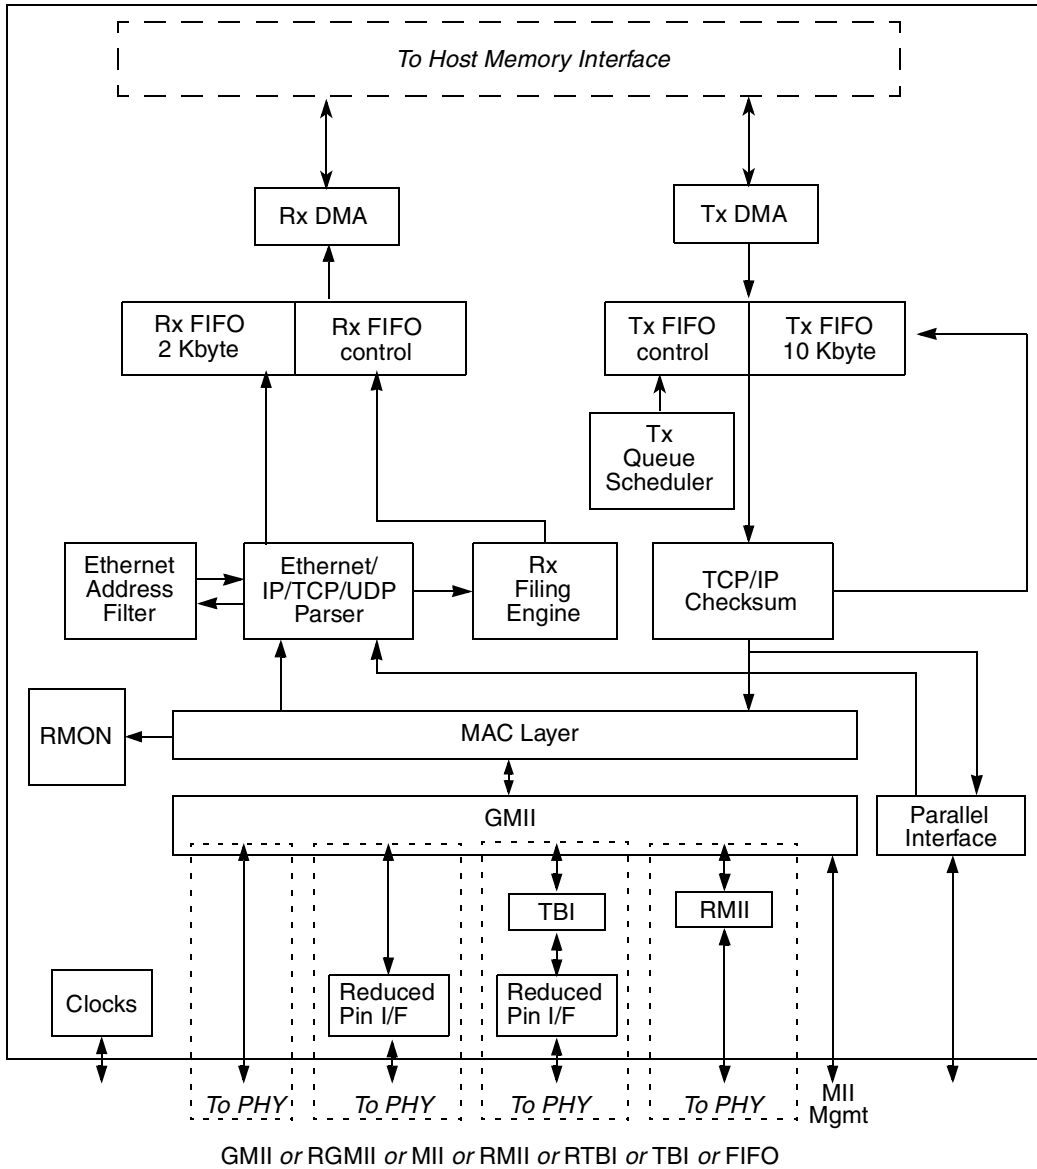 To Host Memory Interface
Rx DMA
Tx DMA
Rx FIFO
2 Kbyte
Rx FIFO
control
Tx FIFO
control
Tx FIFO
10 Kbyte
Tx
Queue
Scheduler
Ethernet
Address
Filter
Ethernet/
IP/TCP/UDP
Parser
Rx
Filing
Engine
TCP/IP
Checksum
RMON
MAC Layer
GMII
Parallel
Interface
TBI
RMII
Clocks
Reduced
Pin I/F
Reduced
Pin I/F
To PHY
To PHY
To PHY
To PHY
MII
Mgmt
GMII or RGMII or MII or RMII or RTBI or TBI or FIFO